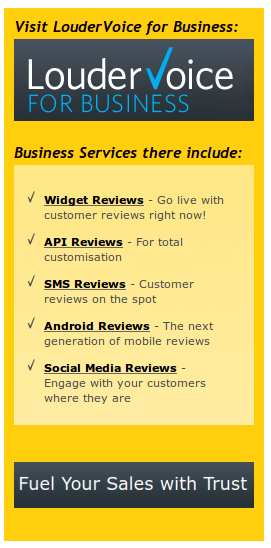 Visit LouderVoice for Business:
LouderVoice
FOR BUSINESS
Business Services there include:
√ Widget Reviews - Go live with
customer reviews right now!
√ API Reviews - For total
customisation
√ SMS Reviews - Customer
reviews on the spot
√ Android Reviews - The next
generation of mobile reviews
√ Social Media Reviews -
Engage with your customers
where they are
Fuel Your Sales with Trust